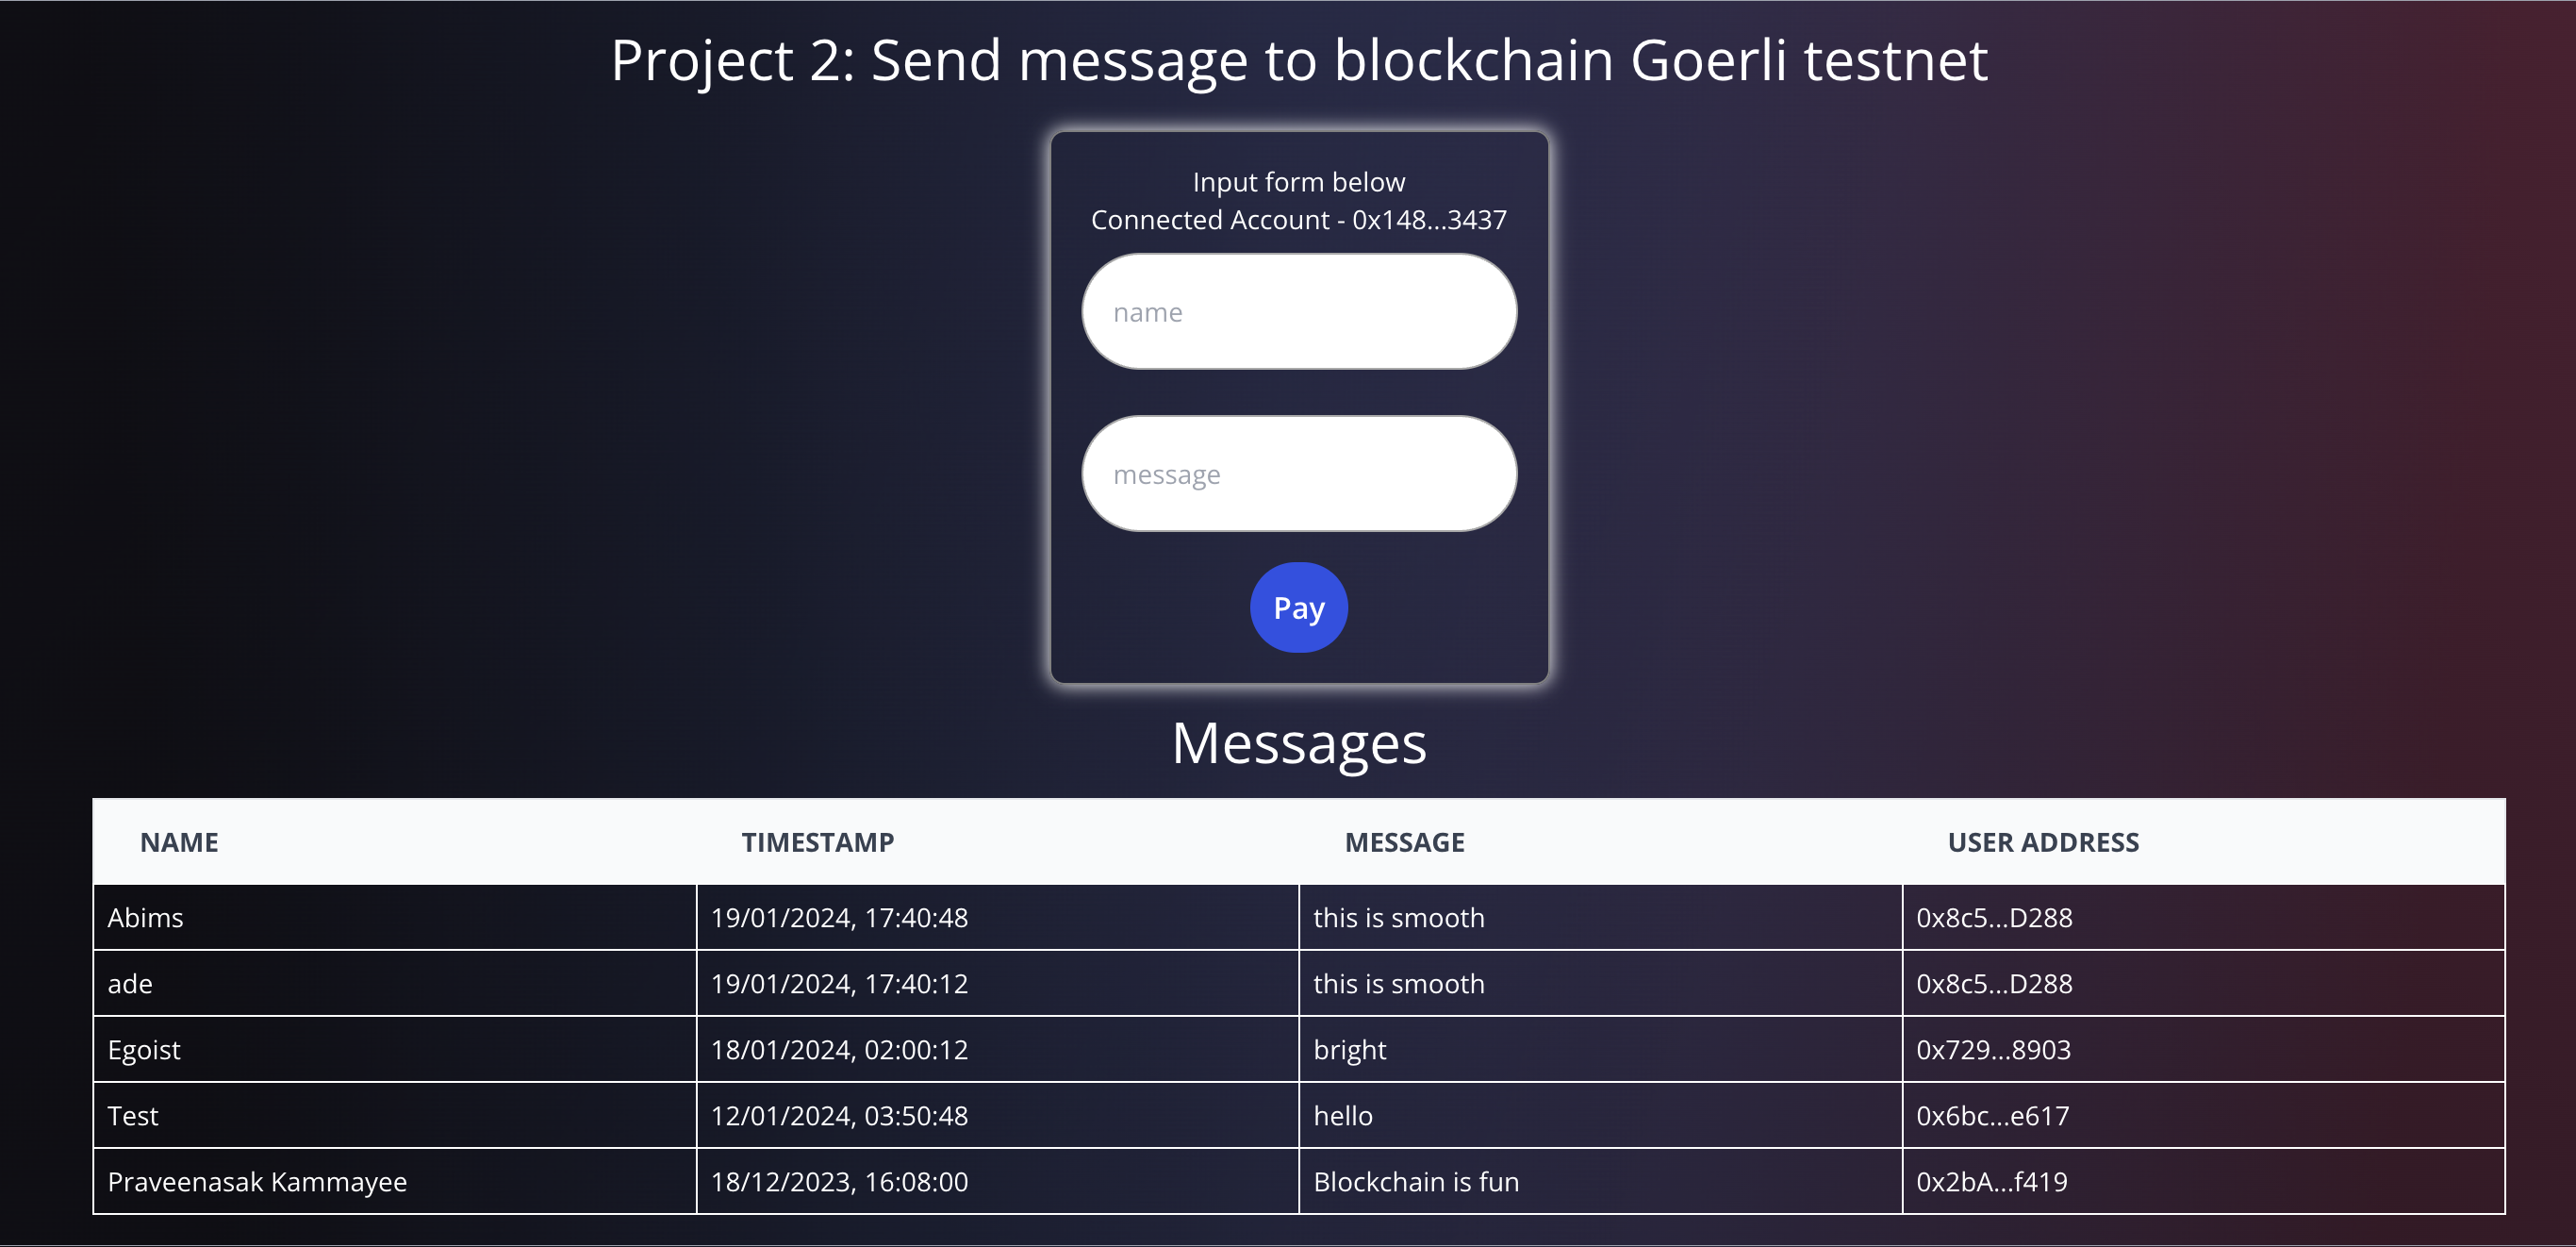 Project 2: Send message to blockchain Goerli testnet
Input form below
Connected Account - 0x148...3437
name
message
Pay
Messages
NAME TIMESTAMP MESSAGE USER ADDRESS
Abims 19/01/2024, 17:40:48 this is smooth 0x8c5...D288
ade 19/01/2024, 17:40:12 this is smooth 0x8c5...D288
Egoist 18/01/2024, 02:00:12 bright 0x729...8903
Test 12/01/2024, 03:50:48 hello 0x6bc...e617
Praveenasak Kammayee 18/12/2023, 16:08:00 Blockchain is fun 0x2bA...f419